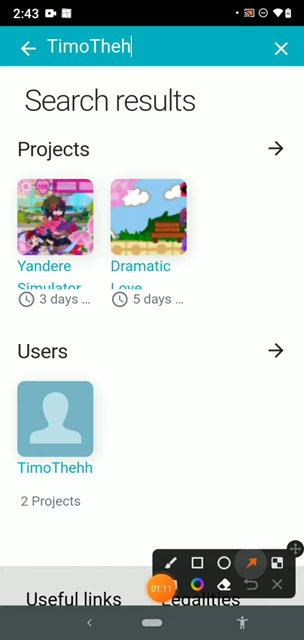 2:43
TimoTheh
Search results
Projects
Yandere
Simulator
Dramatic
Love
3 days ...
5 days ...
Users
TimoThehh
2 Projects
01:11
Useful links
Legalities